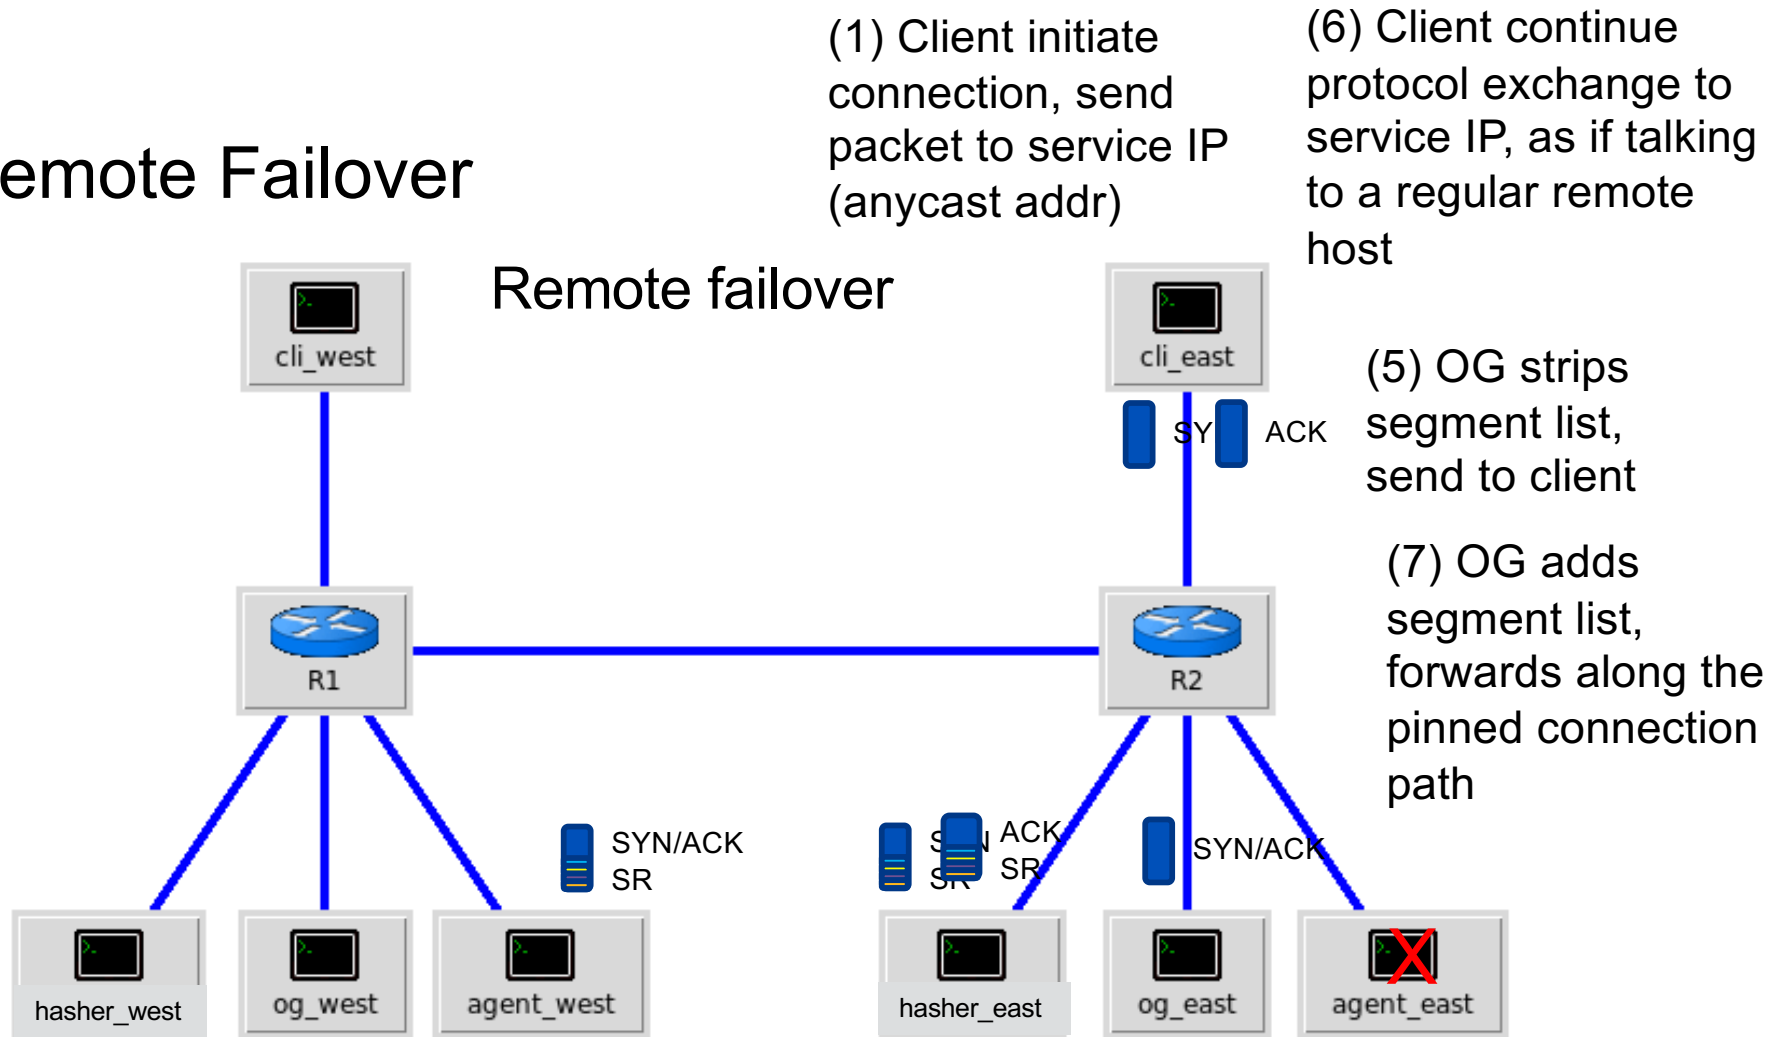 (1) Client initiate
connection, send
packet to service IP
(anycast addr)
(6) Client continue
protocol exchange to
service IP, as if talking
to a regular remote
host
emote Failover
Remote failover
cli_west
cli_east
(5) OG strips
segment list,
send to client
SY
ACK
(7) OG adds
segment list,
forwards along the
pinned connection
path
R1
R2
SYN/ACK
SR
SYN
SR
ACK
SR
SYN/ACK
hasher_west
og_west
agent_west
hasher_east
og_east
agent_east
X